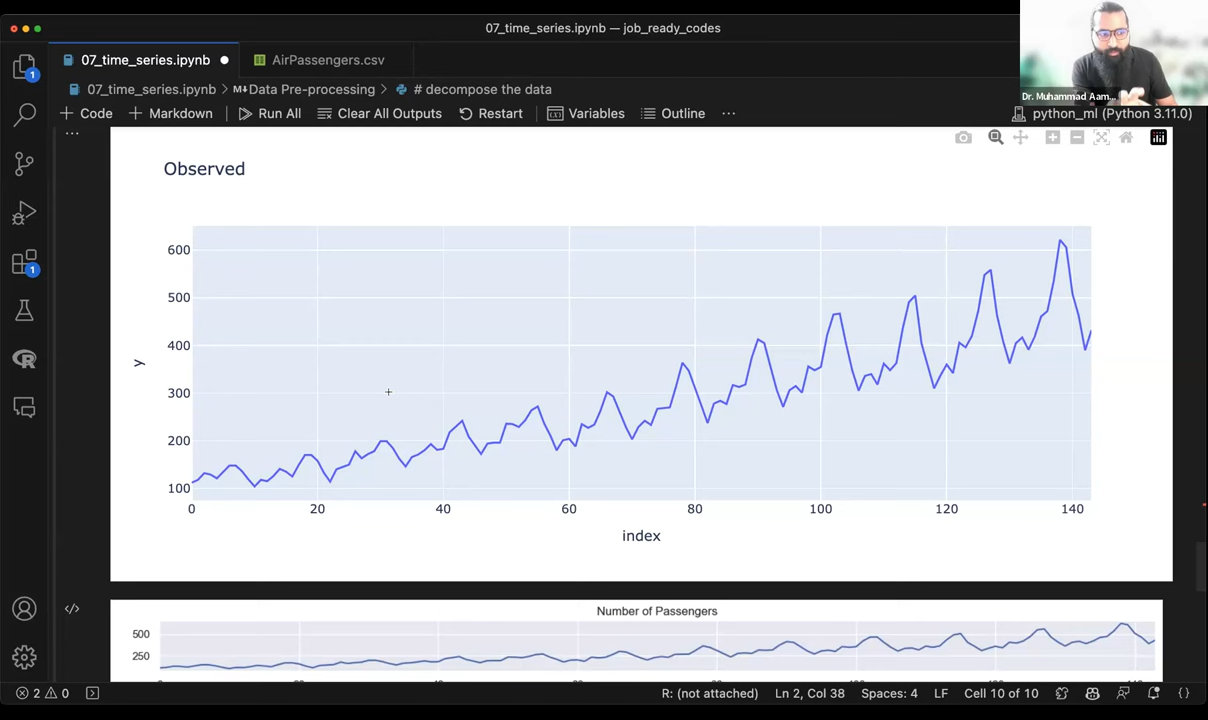 07_time_series.ipynb — job_ready_codes
07_time_series.ipynb
AirPassengers.csv
07_time_series.ipynb > M↓Data Pre-processing > # decompose the data
Dr. Muhammad Aam...
+ Code + Markdown Run All Clear All Outputs Restart Variables Outline ...
python_ml (Python 3.11.0)
1
Observed
600
500
400
300
200
100
y
0 20 40 60 80 100 120 140
index
1
R
Number of Passengers
500
250
2 0
R: (not attached) Ln 2, Col 38 Spaces: 4 LF Cell 10 of 10